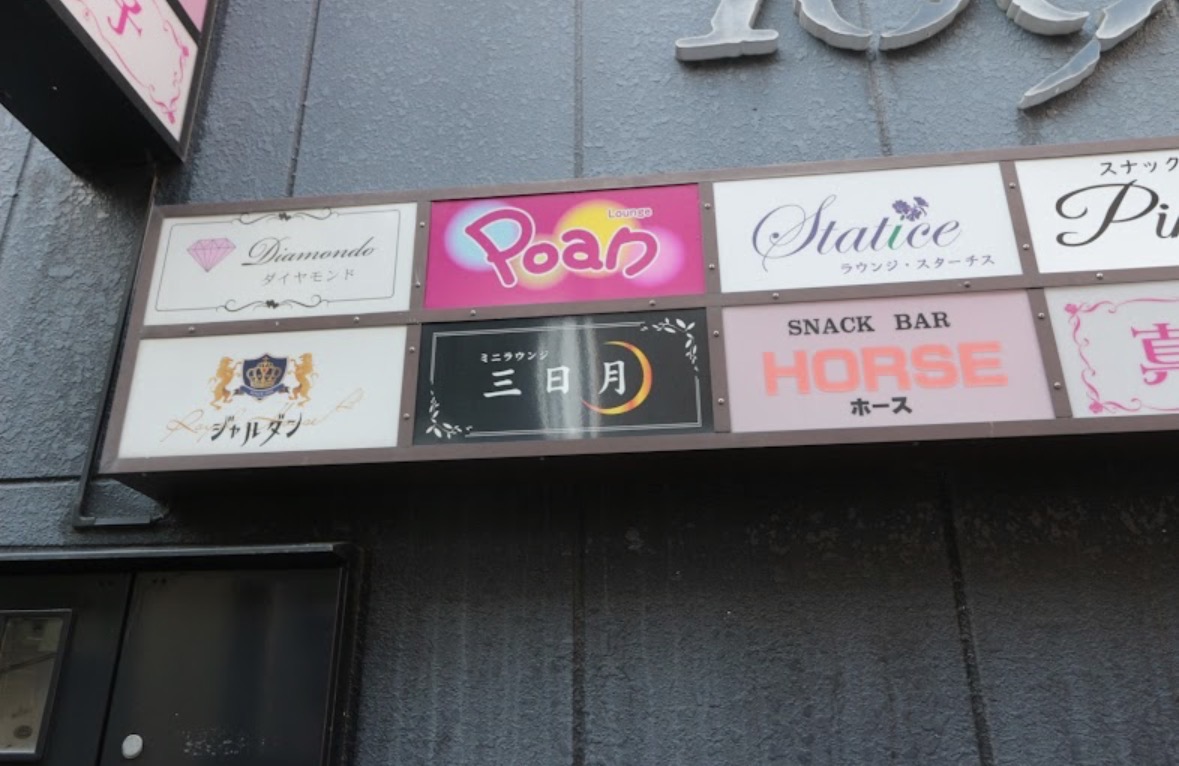 Diamondo
ダイヤモンド
Lounge
Poan
Statice
ラウンジ・スターチス
スナック
ジャルダン
ミニラウンジ
三日月
SNACK BAR
HORSE
ホース